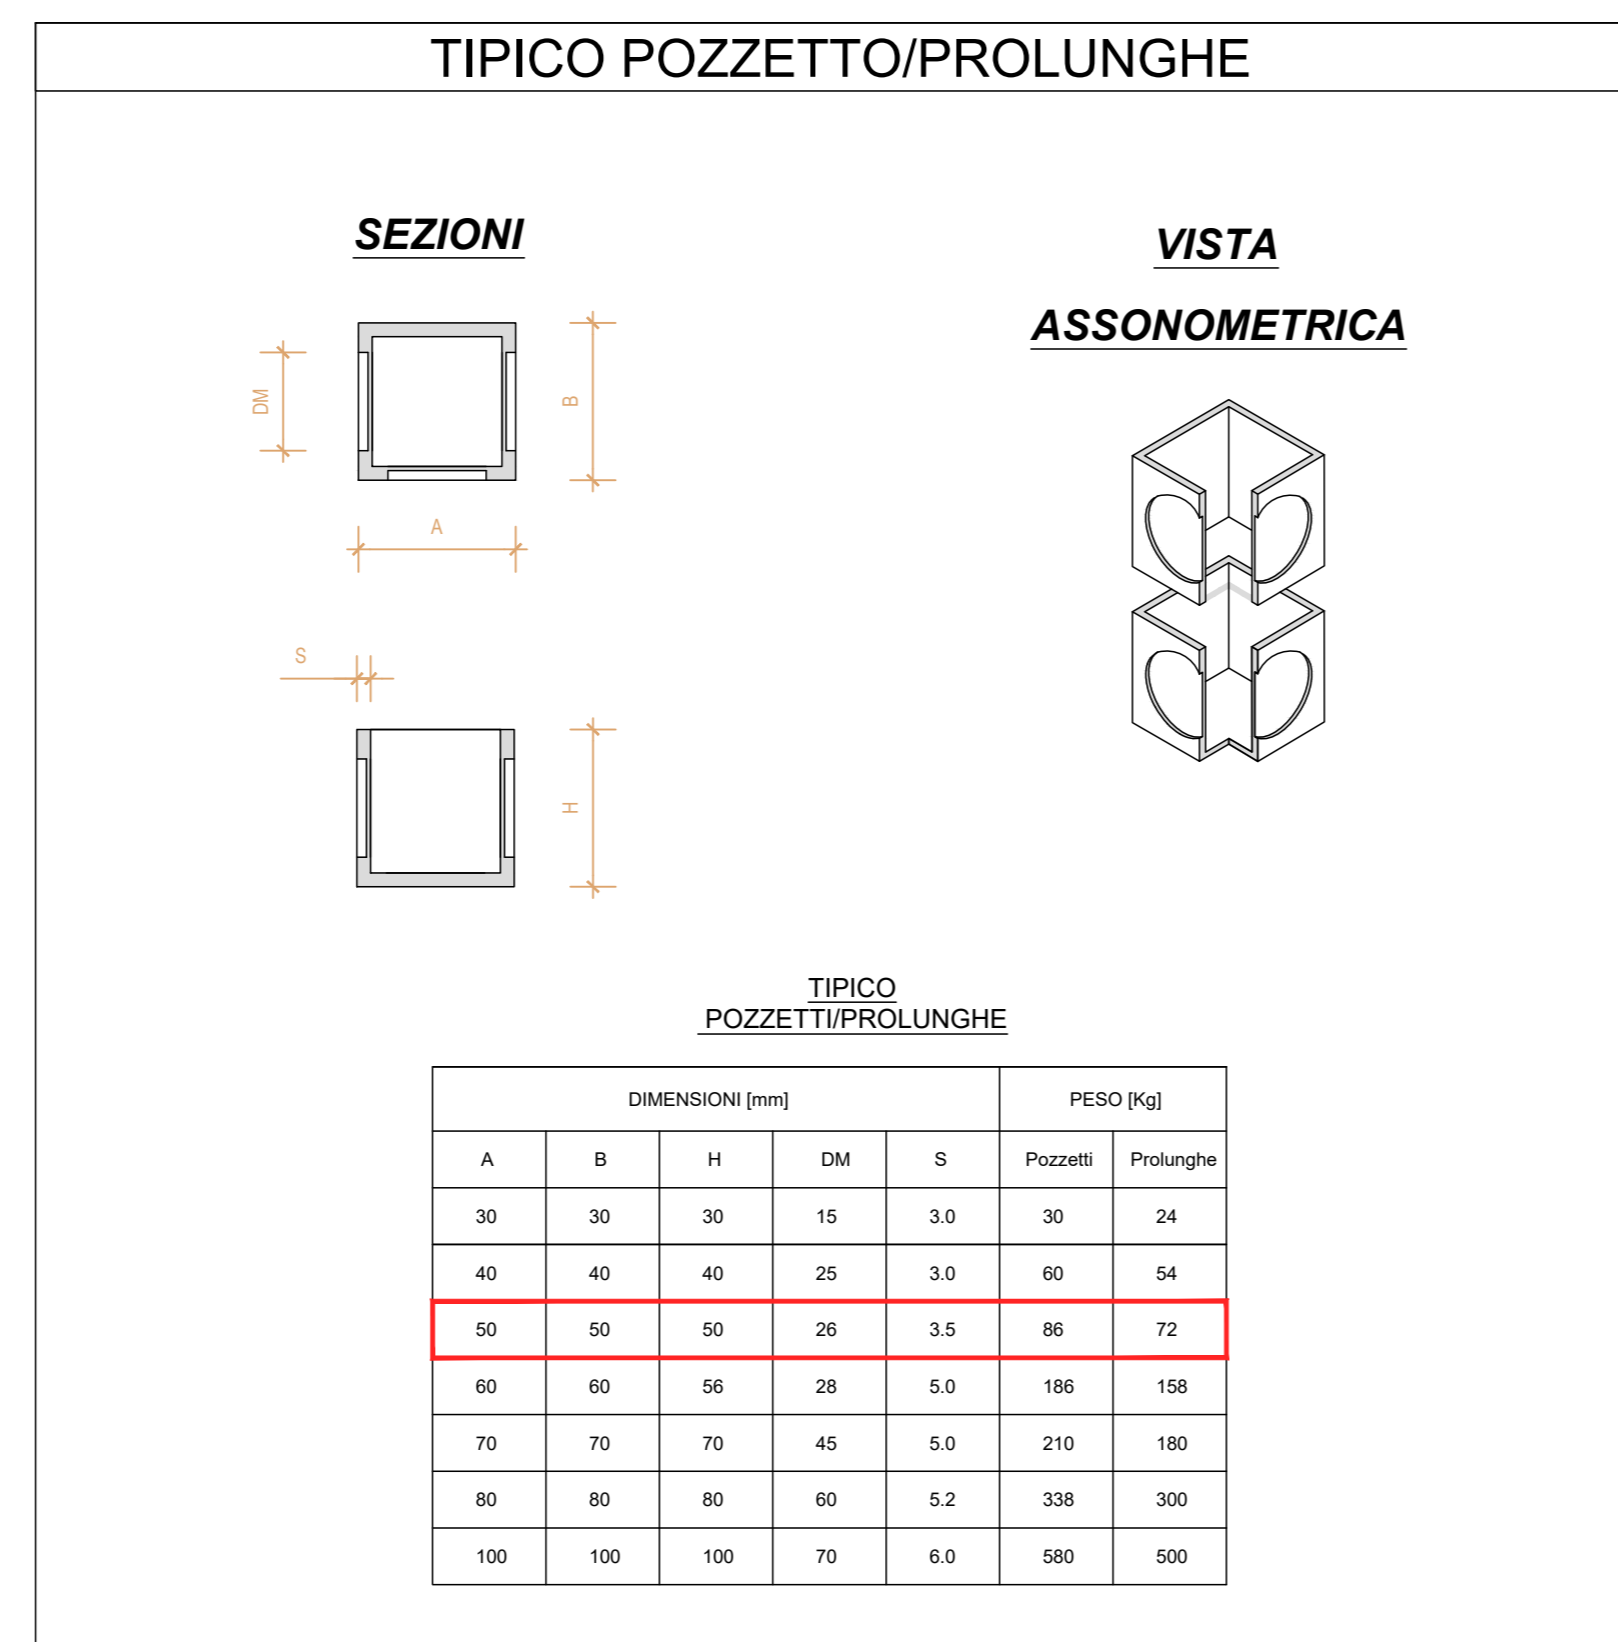 TIPICO POZZETTO/PROLUNGHE
SEZIONI
VISTA
ASSONOMETRICA
DM
B
A
S
H
TIPICO
POZZETTI/PROLUNGHE
DIMENSIONI [mm] PESO [Kg]
A B H DM S Pozzetti Prolunghe
30 30 30 15 3.0 30 24
40 40 40 25 3.0 60 54
50 50 50 26 3.5 86 72
60 60 56 28 5.0 186 158
70 70 70 45 5.0 210 180
80 80 80 60 5.2 338 300
100 100 100 70 6.0 580 500